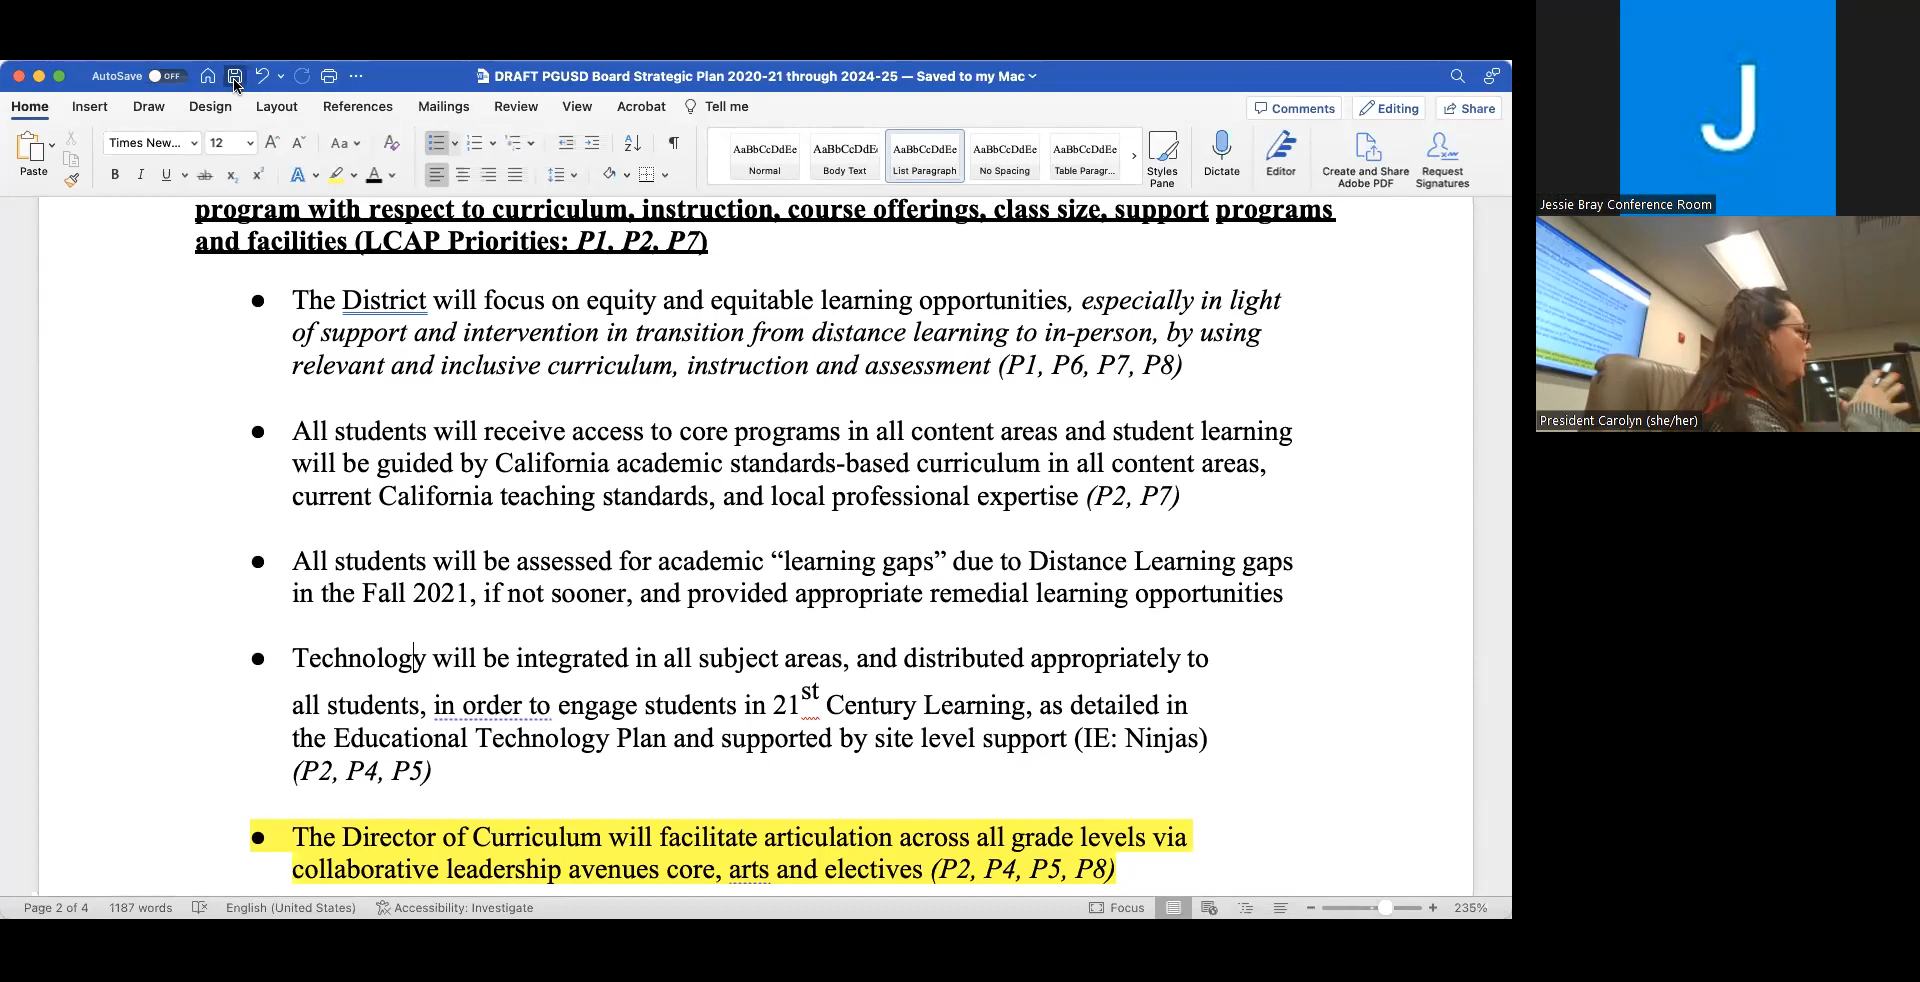 AutoSave OFF
DRAFT PGUSD Board Strategic Plan 2020-21 through 2024-25 — Saved to my Mac
Home Insert Draw Design Layout References Mailings Review View Acrobat Tell me
Comments Editing Share
Paste
Times New... 12
Aa
B I U ab x₂ x²
A A
AaBbCcDdEe AaBbCcDdE AaBbCcDdEe AaBbCcDdEe AaBbCcDdEe
Normal Body Text List Paragraph No Spacing Table Paragr...
Styles Pane
Dictate
Editor
Create and Share Adobe PDF
Request Signatures
program with respect to curriculum, instruction, course offerings, class size, support programs
and facilities (LCAP Priorities: P1, P2, P7)
● The District will focus on equity and equitable learning opportunities, especially in light
of support and intervention in transition from distance learning to in-person, by using
relevant and inclusive curriculum, instruction and assessment (P1, P6, P7, P8)
● All students will receive access to core programs in all content areas and student learning
will be guided by California academic standards-based curriculum in all content areas,
current California teaching standards, and local professional expertise (P2, P7)
● All students will be assessed for academic “learning gaps” due to Distance Learning gaps
in the Fall 2021, if not sooner, and provided appropriate remedial learning opportunities
● Technology will be integrated in all subject areas, and distributed appropriately to
all students, in order to engage students in 21st Century Learning, as detailed in
the Educational Technology Plan and supported by site level support (IE: Ninjas)
(P2, P4, P5)
● The Director of Curriculum will facilitate articulation across all grade levels via
collaborative leadership avenues core, arts and electives (P2, P4, P5, P8)
Page 2 of 4 1187 words English (United States) Accessibility: Investigate Focus 235%
J
Jessie Bray Conference Room
President Carolyn (she/her)